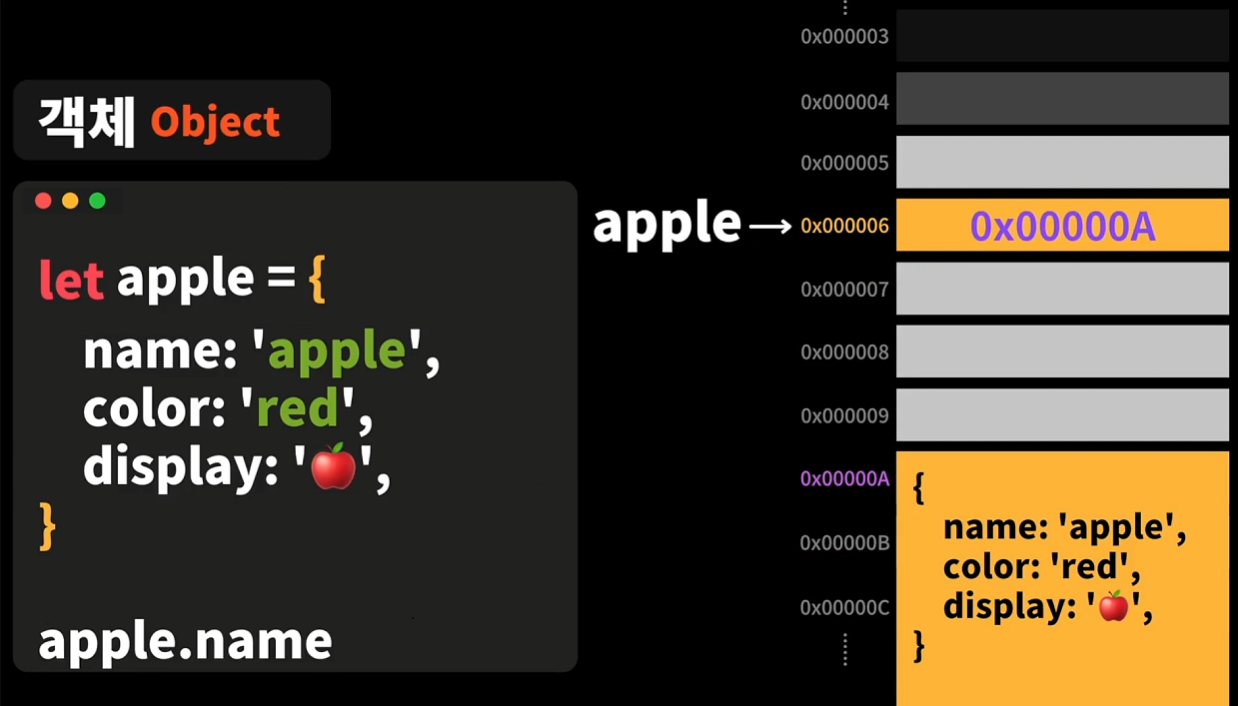 객체 Object
let apple = {
name: 'apple',
color: 'red',
display: '🍎',
}
apple.name
apple→
0x000003
0x000004
0x000005
0x000006 0x00000A
0x000007
0x000008
0x000009
0x00000A
0x00000B
0x00000C
{
name: 'apple',
color: 'red',
display: '🍎',
}